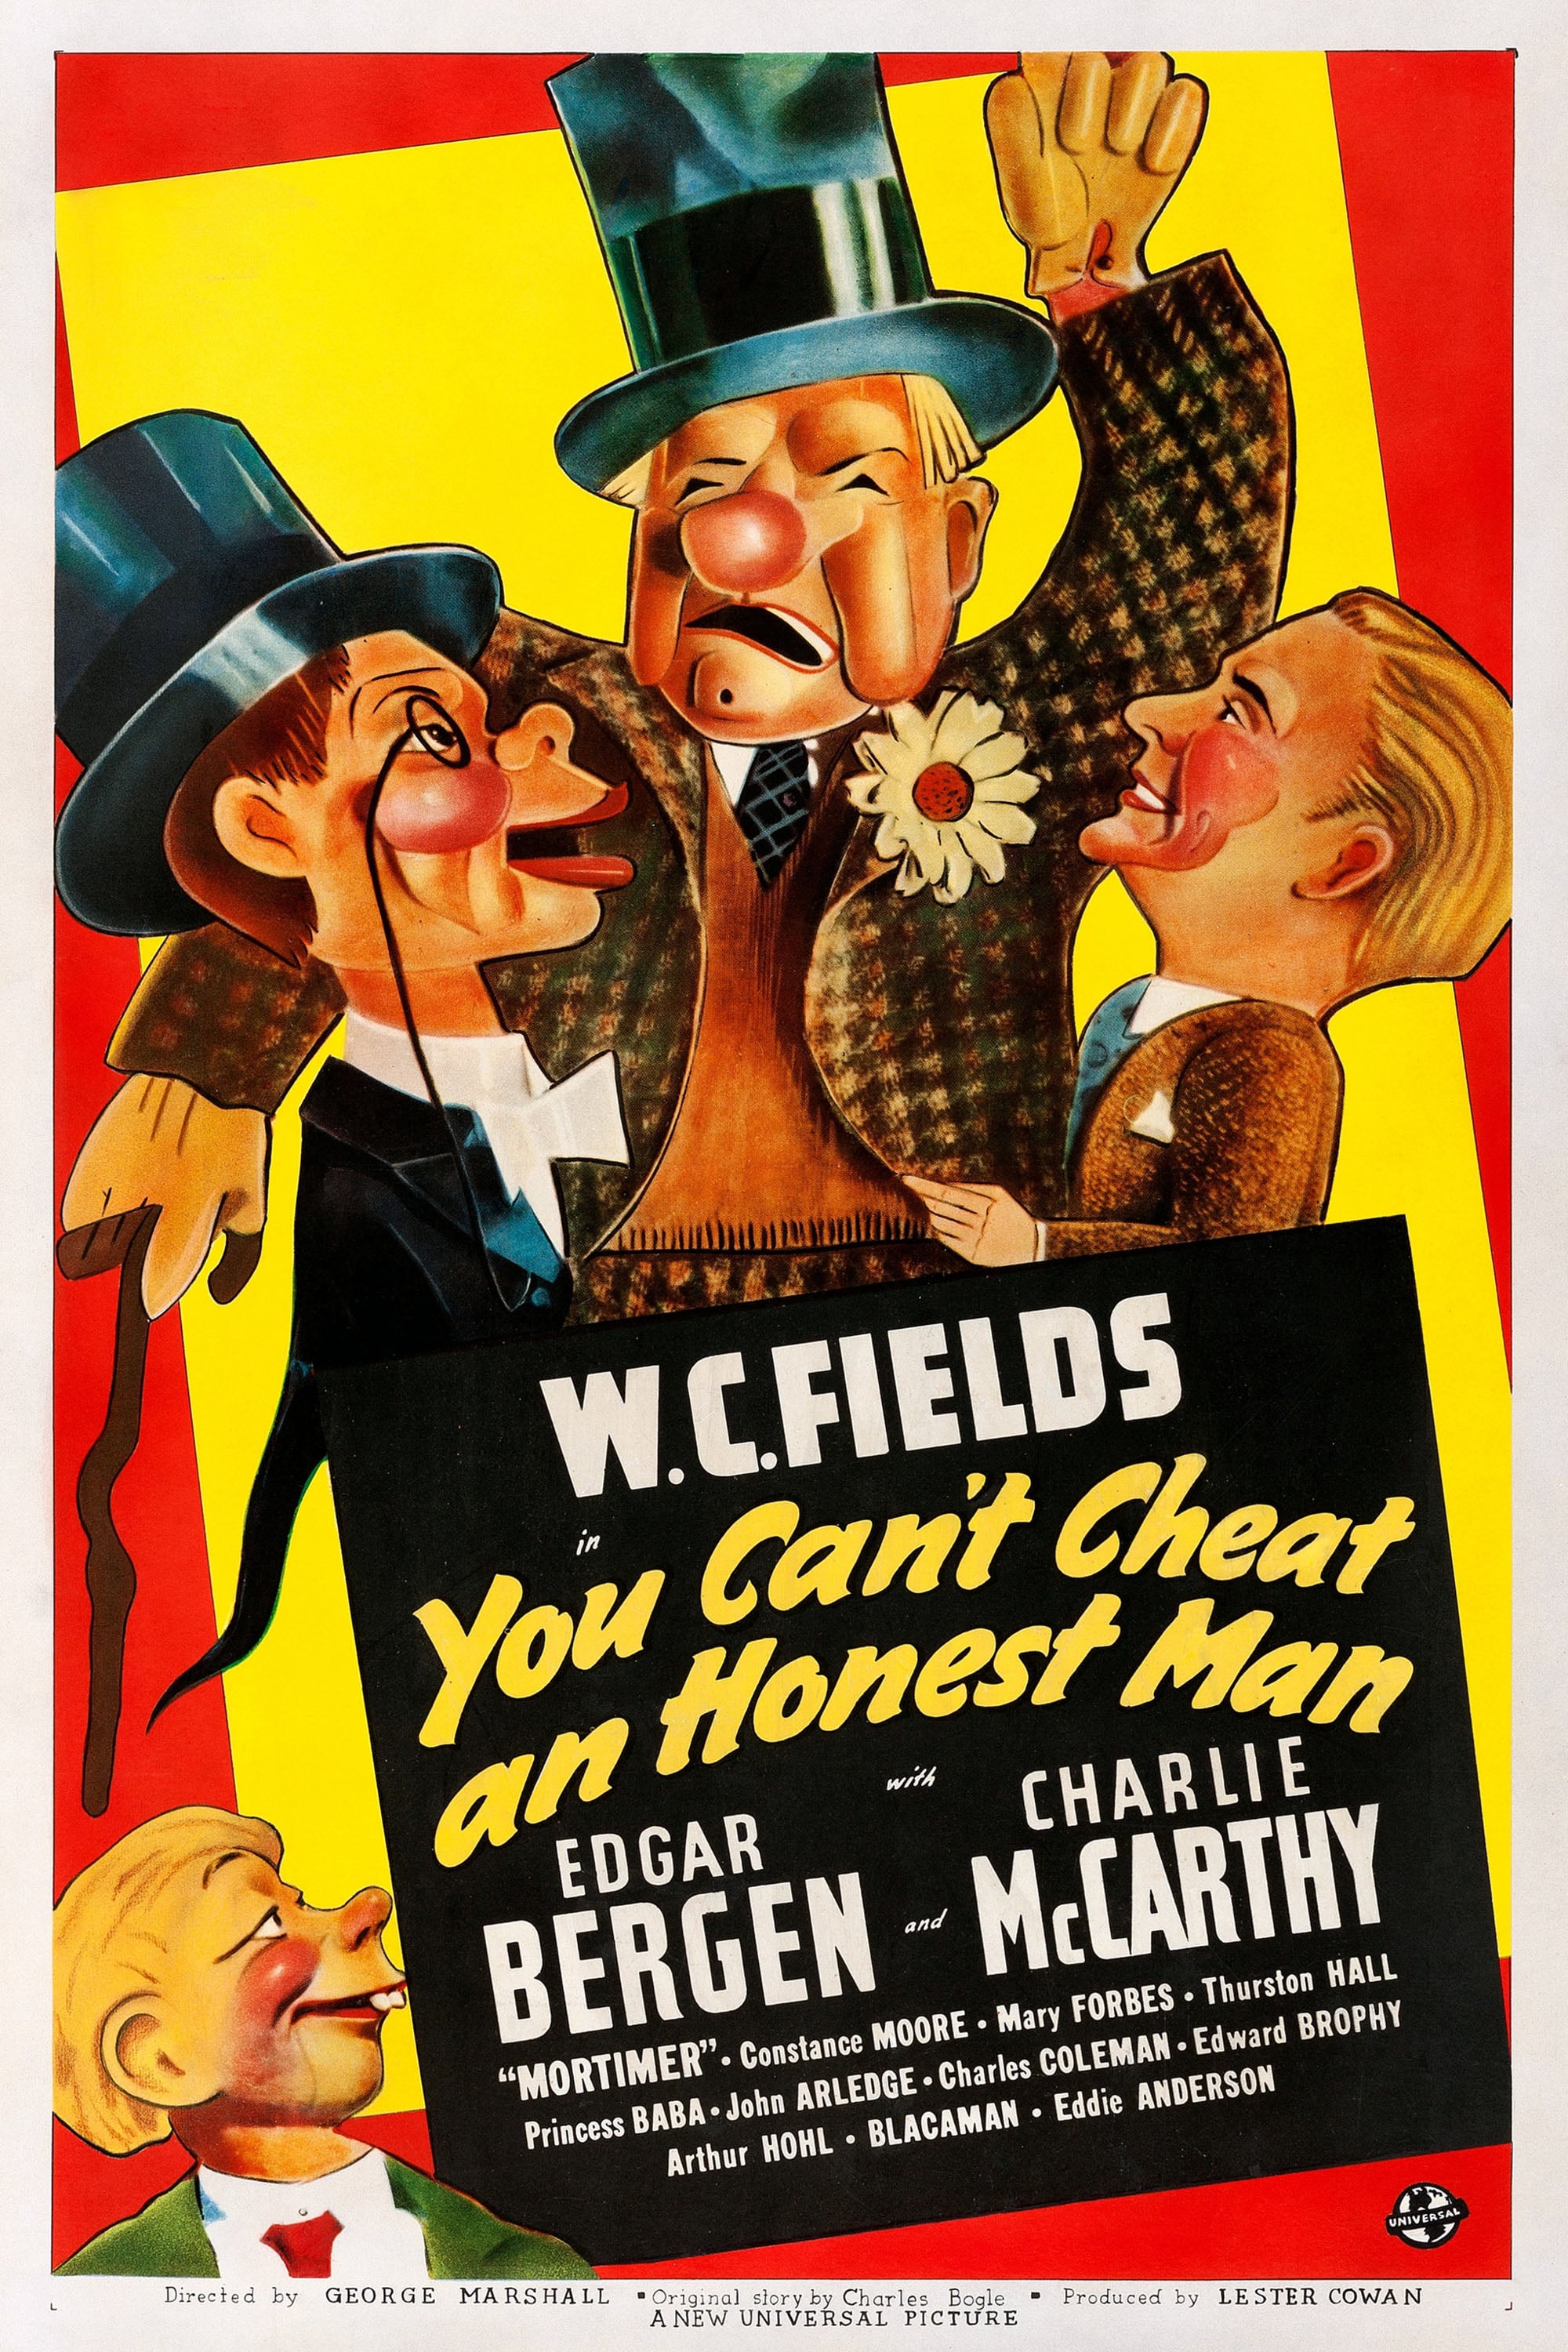 W.C. FIELDS
in
You Can't Cheat
an Honest Man
with
EDGAR
BERGEN
and
CHARLIE
McCARTHY
"MORTIMER" • Constance MOORE • Mary FORBES • Thurston HALL
Princess BABA • John ARLEDGE • Charles COLEMAN • Edward BROPHY
Arthur HOHL • BLACAMAN • Eddie ANDERSON
UNIVERSAL
Directed by GEORGE MARSHALL ▪ Original story by Charles Bogle ▪ Produced by LESTER COWAN
A NEW UNIVERSAL PICTURE